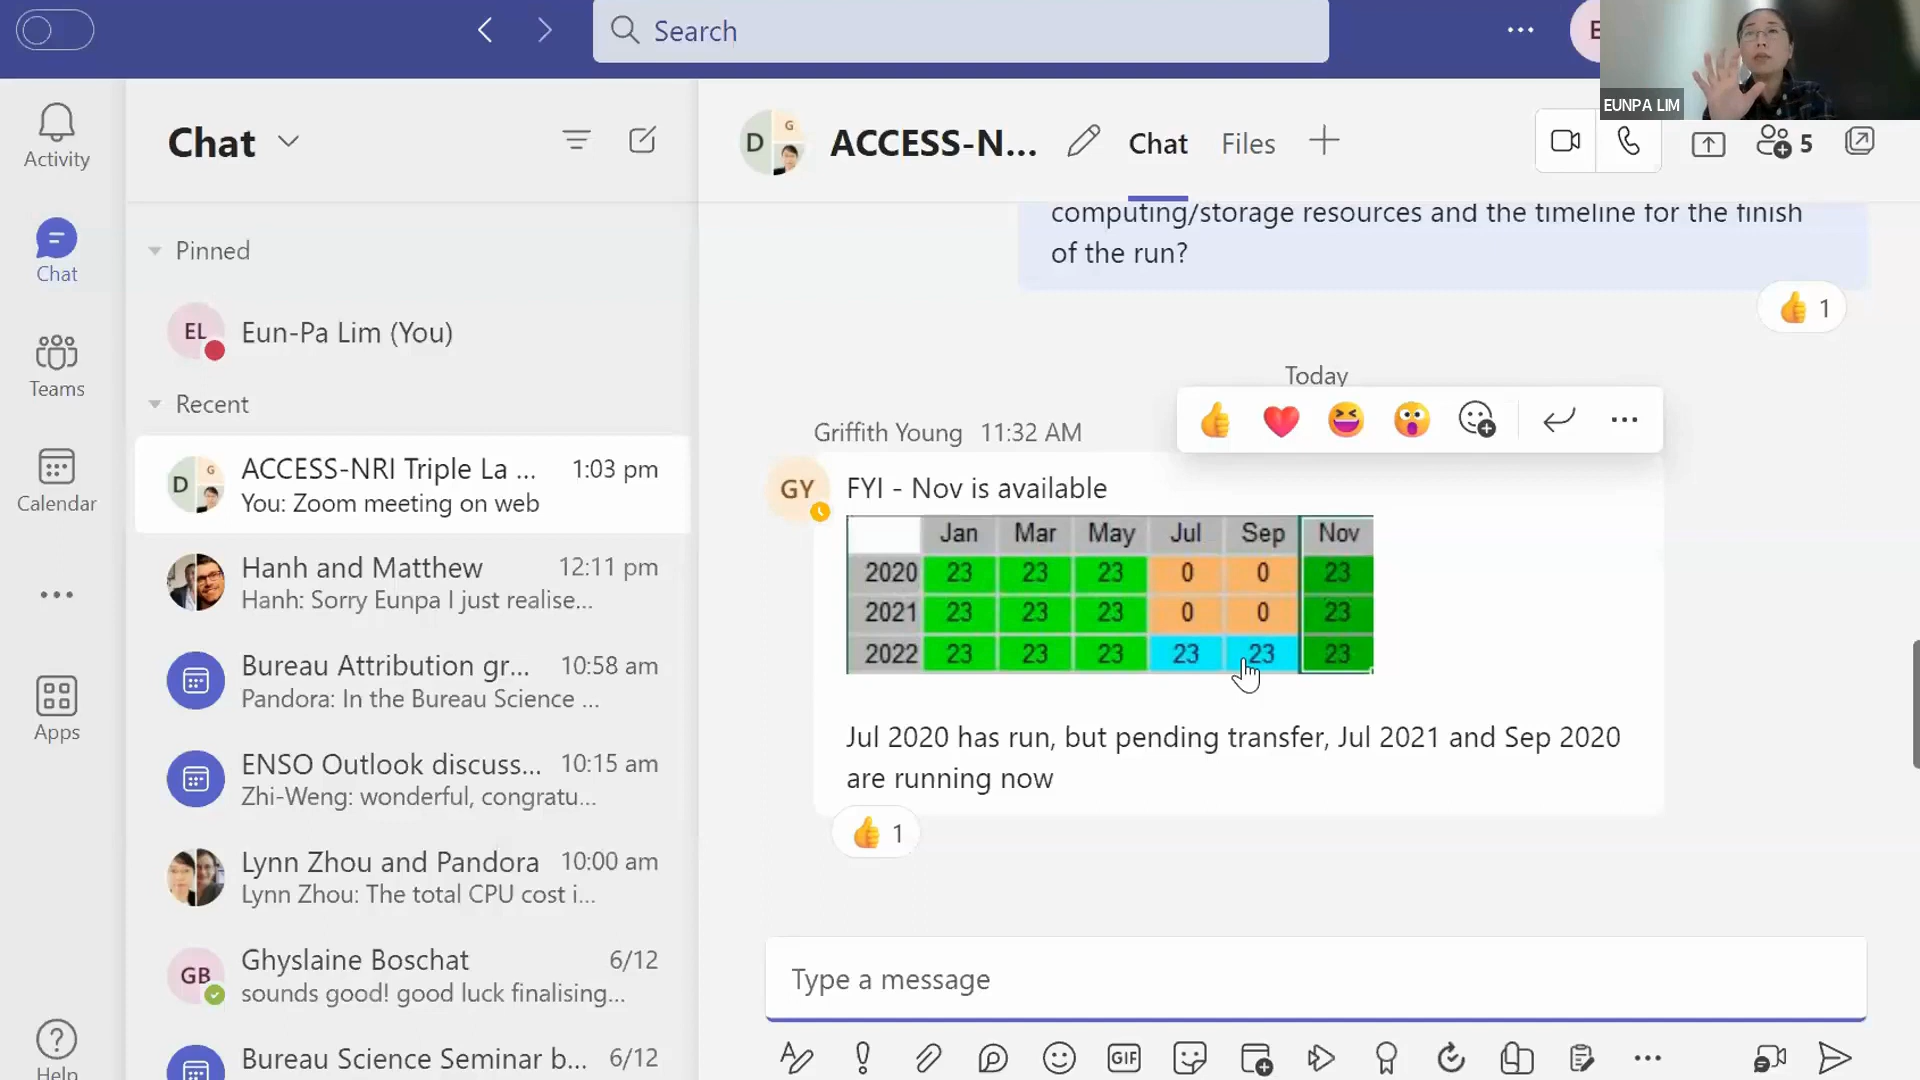 Search
EUNPA LIM
Activity
Chat
Teams
Calendar
Apps
Help
Chat
Pinned
EL
Eun-Pa Lim (You)
Recent
D G
ACCESS-NRI Triple La ... 1:03 pm
You: Zoom meeting on web
Hanh and Matthew 12:11 pm
Hanh: Sorry Eunpa I just realise...
Bureau Attribution gr... 10:58 am
Pandora: In the Bureau Science ...
ENSO Outlook discuss... 10:15 am
Zhi-Weng: wonderful, congratu...
Lynn Zhou and Pandora 10:00 am
Lynn Zhou: The total CPU cost i...
GB
Ghyslaine Boschat 6/12
sounds good! good luck finalising...
Bureau Science Seminar b... 6/12
D G
ACCESS-N... Chat Files 5
computing/storage resources and the timeline for the finish
of the run?
1
Today
Griffith Young 11:32 AM
GY
FYI - Nov is available
Jan Mar May Jul Sep Nov
2020 23 23 23 0 0 23
2021 23 23 23 0 0 23
2022 23 23 23 23 23 23
Jul 2020 has run, but pending transfer, Jul 2021 and Sep 2020
are running now
1
Type a message
GIF